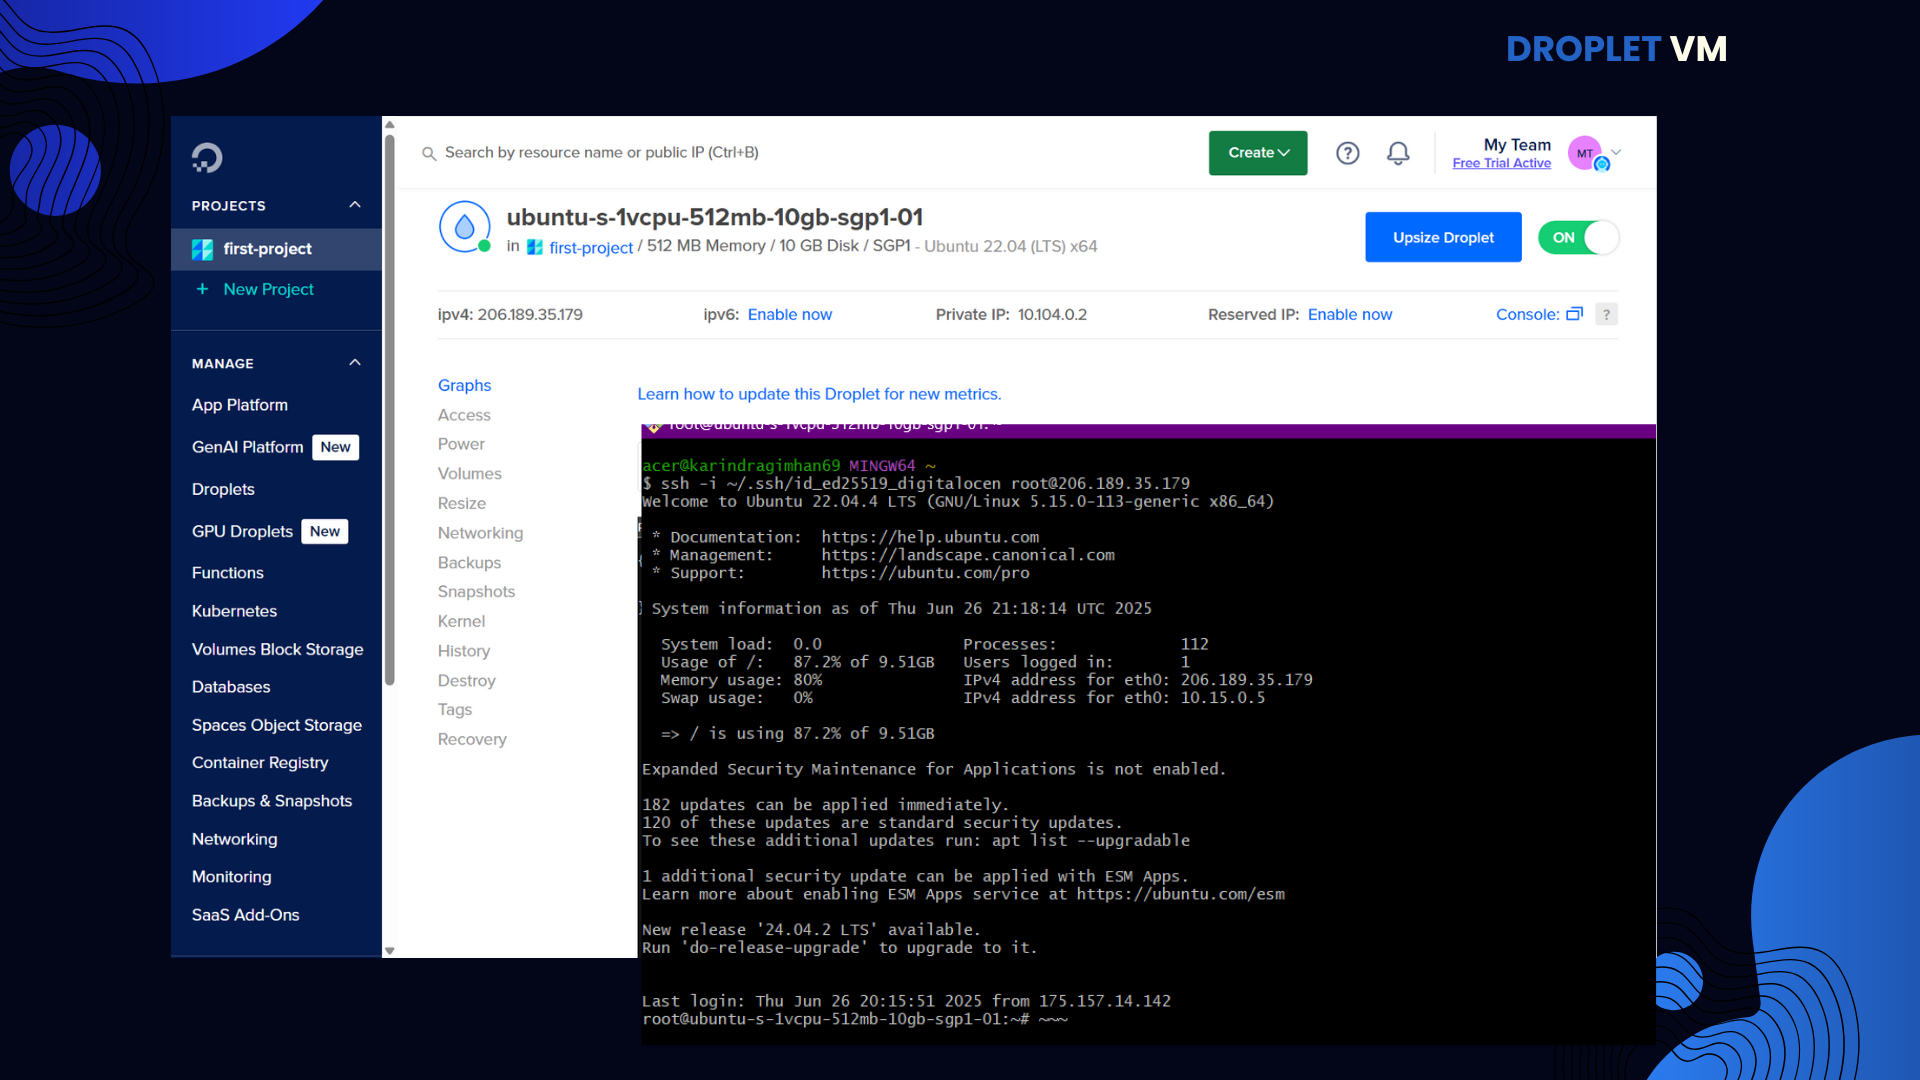 DROPLET VM
Search by resource name or public IP (Ctrl+B)
Create
?
My Team
Free Trial Active
MT
PROJECTS
first-project
+ New Project
MANAGE
App Platform
GenAI Platform New
Droplets
GPU Droplets New
Functions
Kubernetes
Volumes Block Storage
Databases
Spaces Object Storage
Container Registry
Backups & Snapshots
Networking
Monitoring
SaaS Add-Ons
ubuntu-s-1vcpu-512mb-10gb-sgp1-01
in first-project / 512 MB Memory / 10 GB Disk / SGP1 - Ubuntu 22.04 (LTS) x64
Upsize Droplet
ON
ipv4: 206.189.35.179 ipv6: Enable now Private IP: 10.104.0.2 Reserved IP: Enable now Console: ?
Graphs
Access
Power
Volumes
Resize
Networking
Backups
Snapshots
Kernel
History
Destroy
Tags
Recovery
Learn how to update this Droplet for new metrics.
root@ubuntu-s-1vcpu-512mb-10gb-sgp1-01: ~
acer@karindragimhan69 MINGW64 ~
$ ssh -i ~/.ssh/id_ed25519_digitalocen root@206.189.35.179
Welcome to Ubuntu 22.04.4 LTS (GNU/Linux 5.15.0-113-generic x86_64)
* Documentation: https://help.ubuntu.com
* Management: https://landscape.canonical.com
* Support: https://ubuntu.com/pro
System information as of Thu Jun 26 21:18:14 UTC 2025
System load: 0.0 Processes: 112
Usage of /: 87.2% of 9.51GB Users logged in: 1
Memory usage: 80% IPv4 address for eth0: 206.189.35.179
Swap usage: 0% IPv4 address for eth0: 10.15.0.5
=> / is using 87.2% of 9.51GB
Expanded Security Maintenance for Applications is not enabled.
182 updates can be applied immediately.
120 of these updates are standard security updates.
To see these additional updates run: apt list --upgradable
1 additional security update can be applied with ESM Apps.
Learn more about enabling ESM Apps service at https://ubuntu.com/esm
New release '24.04.2 LTS' available.
Run 'do-release-upgrade' to upgrade to it.
Last login: Thu Jun 26 20:15:51 2025 from 175.157.14.142
root@ubuntu-s-1vcpu-512mb-10gb-sgp1-01:~# ~~~